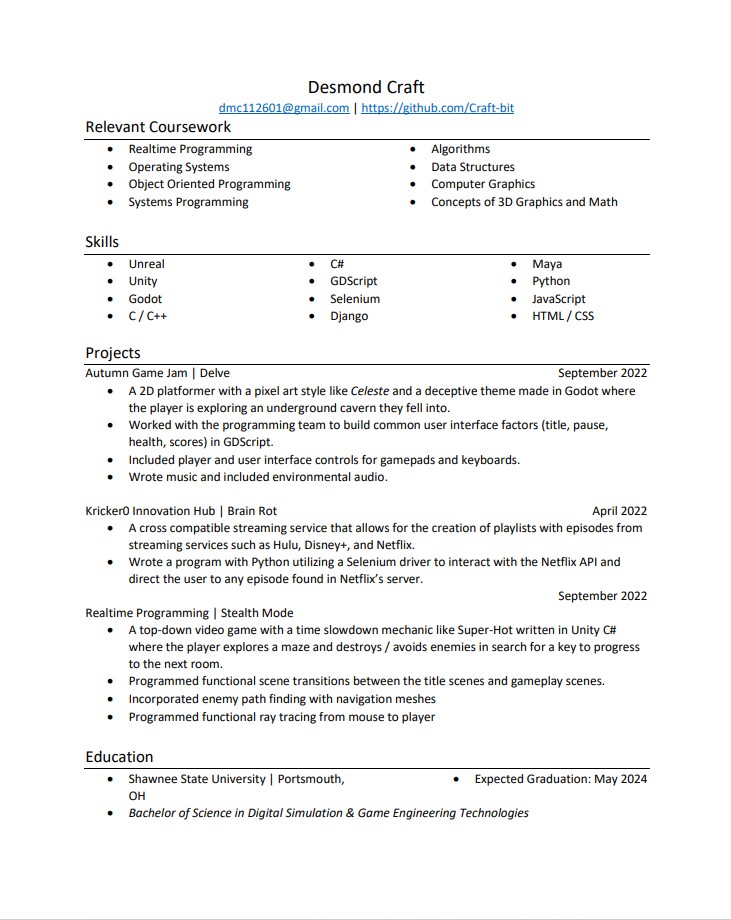 Desmond Craft
dmc112601@gmail.com | https://github.com/Craft-bit
Relevant Coursework
• Realtime Programming
• Operating Systems
• Object Oriented Programming
• Systems Programming
• Algorithms
• Data Structures
• Computer Graphics
• Concepts of 3D Graphics and Math
Skills
• Unreal
• Unity
• Godot
• C / C++
• C#
• GDScript
• Selenium
• Django
• Maya
• Python
• JavaScript
• HTML / CSS
Projects
Autumn Game Jam | Delve September 2022
• A 2D platformer with a pixel art style like Celeste and a deceptive theme made in Godot where
the player is exploring an underground cavern they fell into.
• Worked with the programming team to build common user interface factors (title, pause,
health, scores) in GDScript.
• Included player and user interface controls for gamepads and keyboards.
• Wrote music and included environmental audio.
Kricker0 Innovation Hub | Brain Rot April 2022
• A cross compatible streaming service that allows for the creation of playlists with episodes from
streaming services such as Hulu, Disney+, and Netflix.
• Wrote a program with Python utilizing a Selenium driver to interact with the Netflix API and
direct the user to any episode found in Netflix’s server.
September 2022
Realtime Programming | Stealth Mode
• A top-down video game with a time slowdown mechanic like Super-Hot written in Unity C#
where the player explores a maze and destroys / avoids enemies in search for a key to progress
to the next room.
• Programmed functional scene transitions between the title scenes and gameplay scenes.
• Incorporated enemy path finding with navigation meshes
• Programmed functional ray tracing from mouse to player
Education
• Shawnee State University | Portsmouth,
OH
• Expected Graduation: May 2024
• Bachelor of Science in Digital Simulation & Game Engineering Technologies